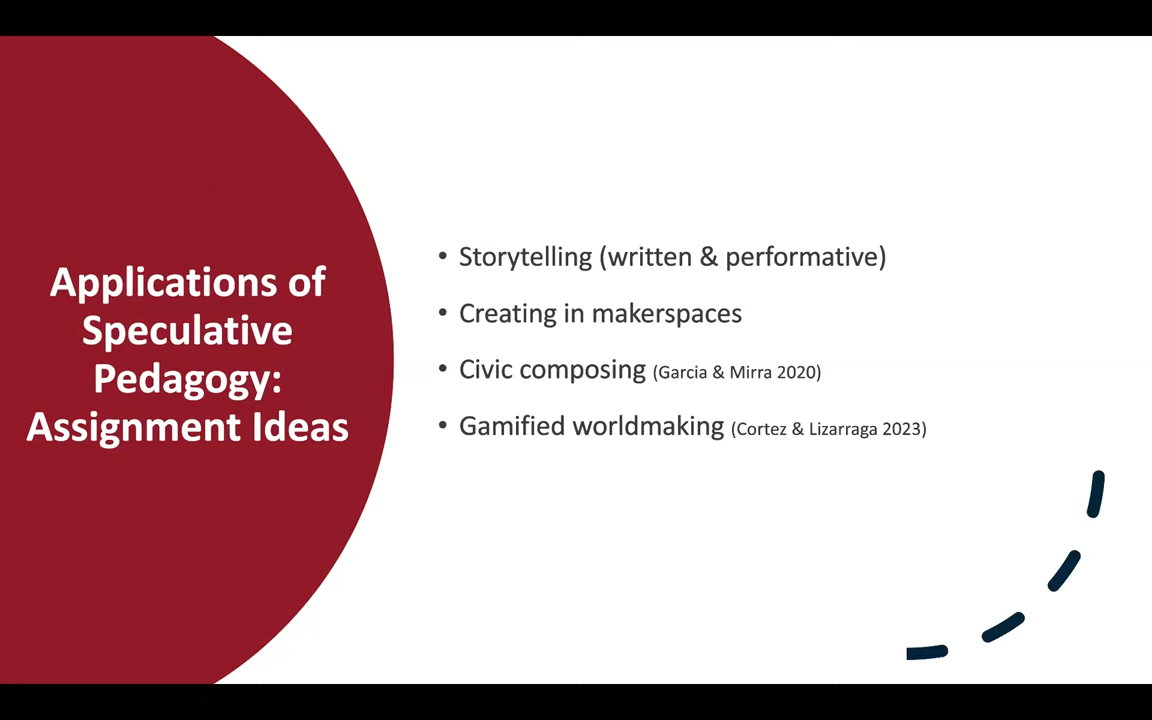 Applications of
Speculative
Pedagogy:
Assignment Ideas
• Storytelling (written & performative)
• Creating in makerspaces
• Civic composing (Garcia & Mirra 2020)
• Gamified worldmaking (Cortez & Lizarraga 2023)